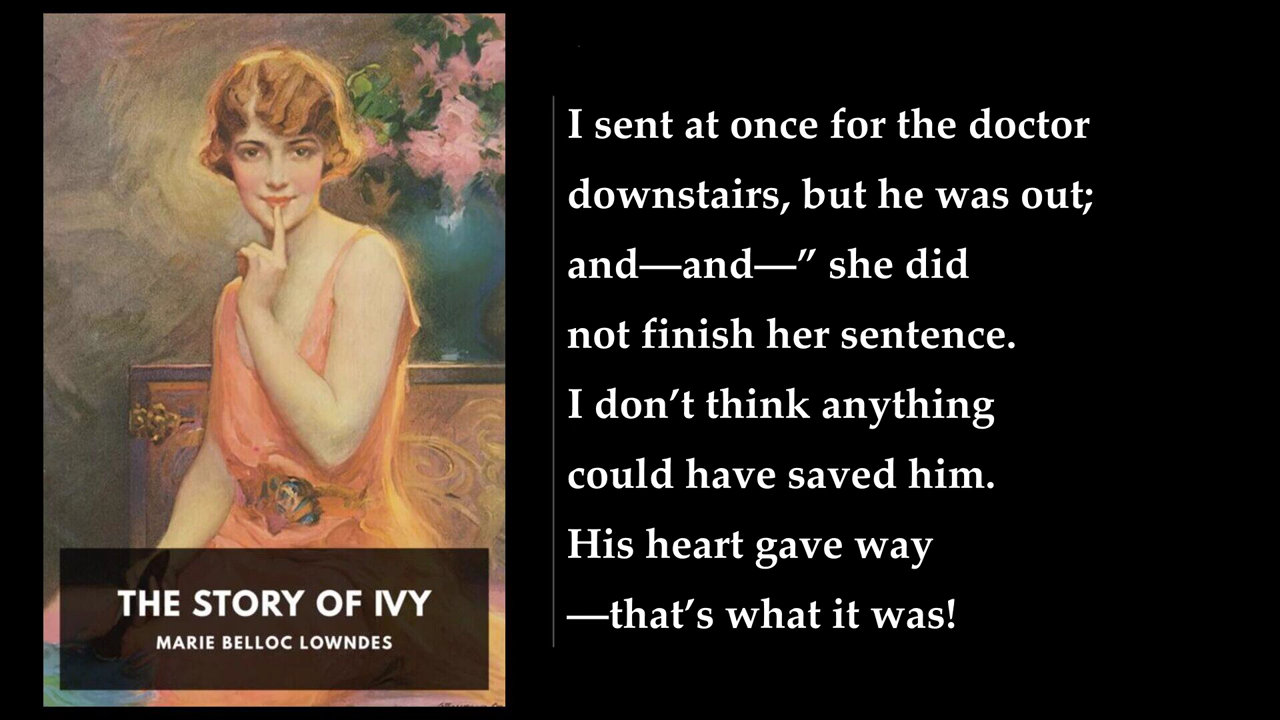 THE STORY OF IVY
MARIE BELLOC LOWNDES
I sent at once for the doctor
downstairs, but he was out;
and—and—” she did
not finish her sentence.
I don’t think anything
could have saved him.
His heart gave way
—that’s what it was!